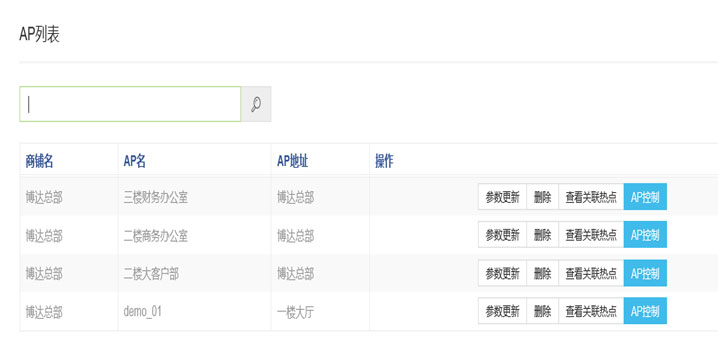 AP列表
商铺名 AP名 AP地址 操作
博达总部 三楼财务办公室 博达总部 参数更新 删除 查看关联热点 AP控制
博达总部 二楼商务办公室 博达总部 参数更新 删除 查看关联热点 AP控制
博达总部 二楼大客户部 博达总部 参数更新 删除 查看关联热点 AP控制
博达总部 demo_01 一楼大厅 参数更新 删除 查看关联热点 AP控制